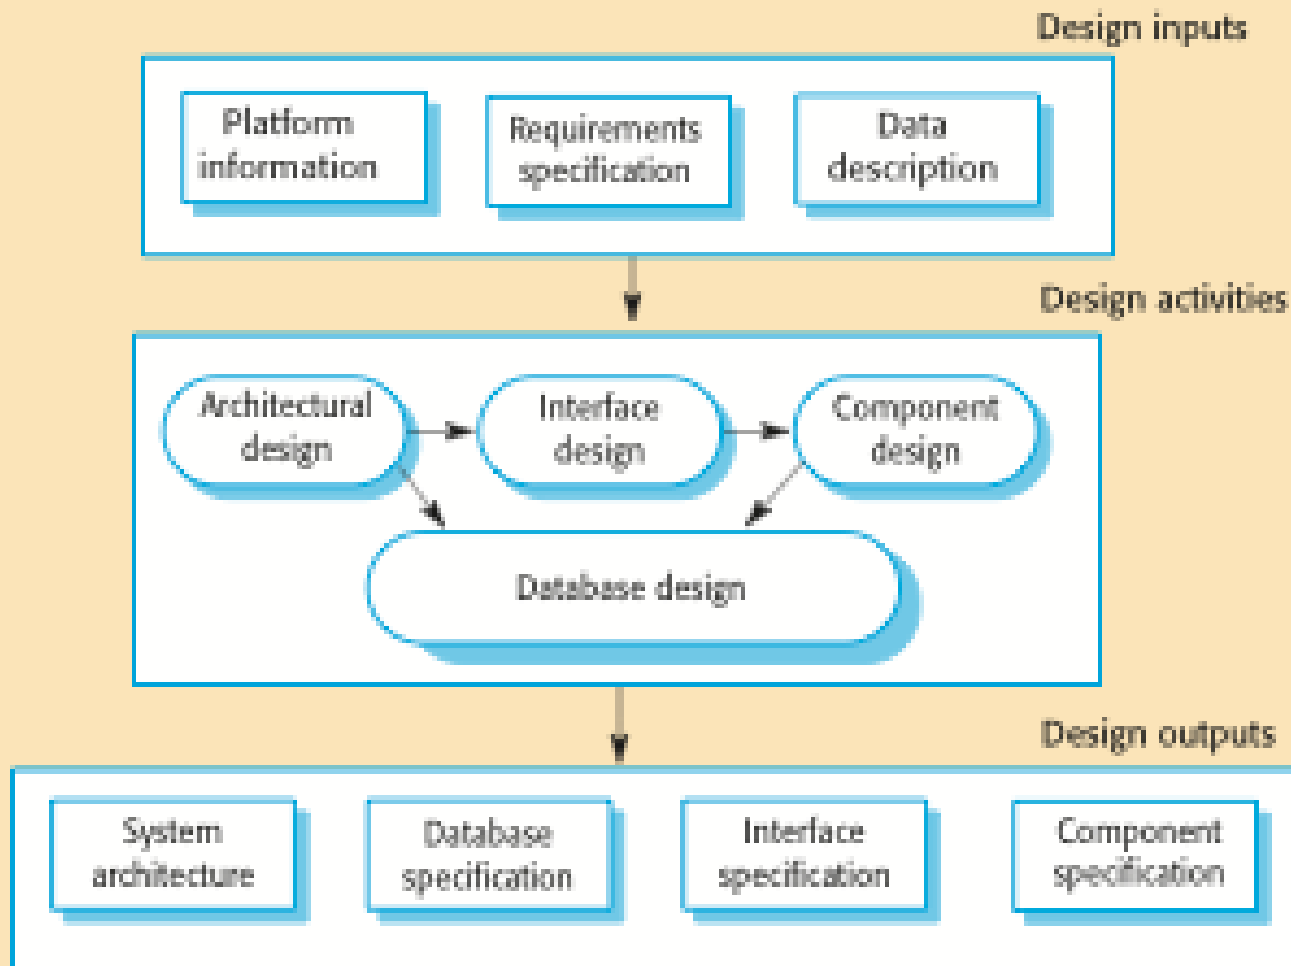 Design inputs
Platform
information
Requirements
specification
Data
description
Design activities
Architectural
design
Interface
design
Component
design
Database design
Design outputs
System
architecture
Database
specification
Interface
specification
Component
specification